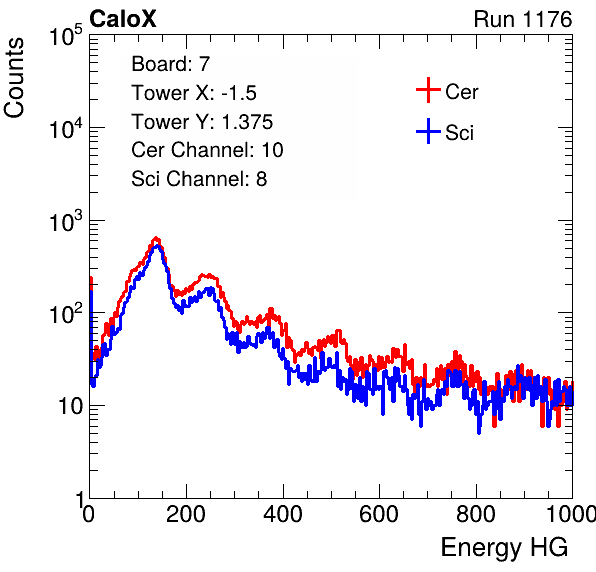 CaloX Run 1176
Counts
Board: 7
Tower X: -1.5
Tower Y: 1.375
Cer Channel: 10
Sci Channel: 8
Cer
Sci
10^5
10^4
10^3
10^2
10
1
0 200 400 600 800 1000
Energy HG